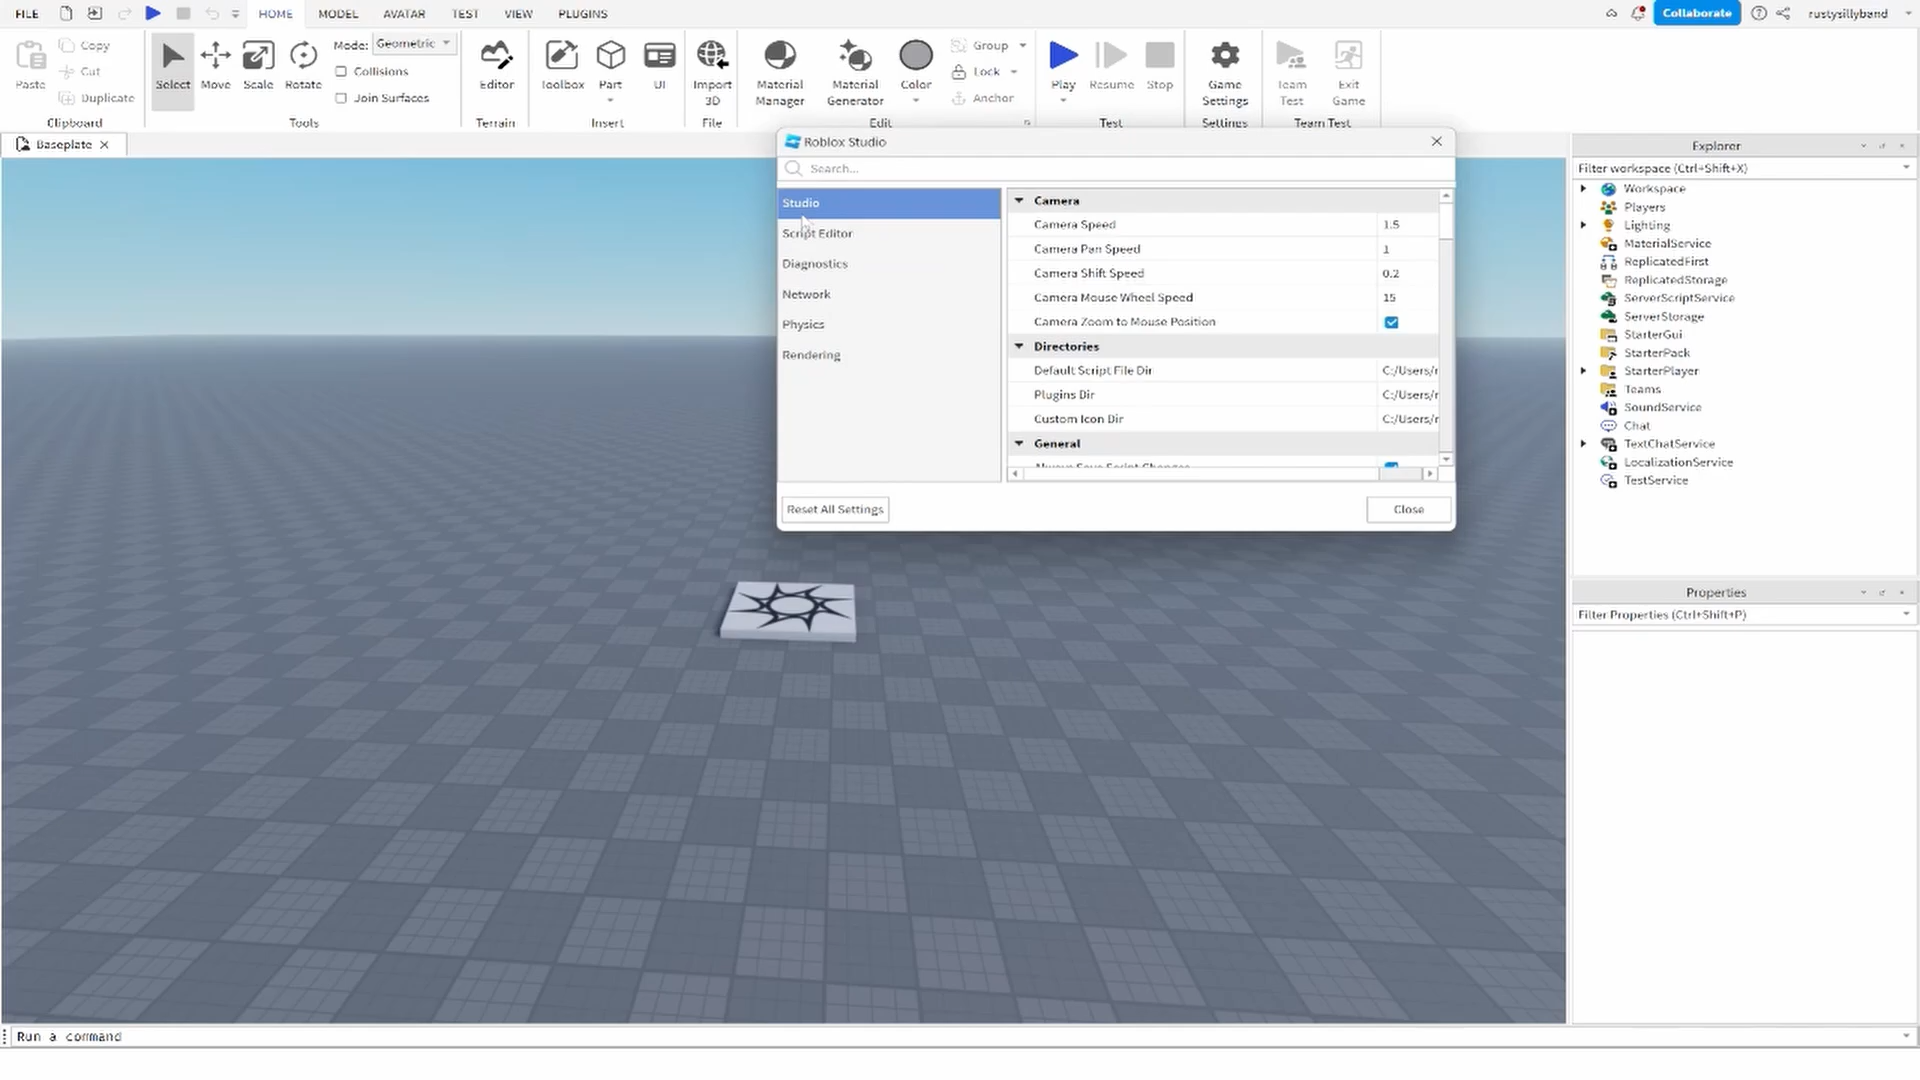 FILE HOME MODEL AVATAR TEST VIEW PLUGINS Collaborate rustysillyband
Paste Copy Cut Duplicate Clipboard
Select Move Scale Rotate Mode: Geometric Collisions Join Surfaces Tools
Editor Terrain
Toolbox Part UI Insert
Import 3D File
Material Manager Material Generator Color Group Lock Anchor Edit
Play Resume Stop Test
Game Settings Settings
Team Test Exit Game Team Test
Baseplate
Roblox Studio
Search...
Studio
Script Editor
Diagnostics
Network
Physics
Rendering
Camera
Camera Speed 1.5
Camera Pan Speed 1
Camera Shift Speed 0.2
Camera Mouse Wheel Speed 15
Camera Zoom to Mouse Position
Directories
Default Script File Dir C:/Users/r
Plugins Dir C:/Users/r
Custom Icon Dir C:/Users/r
General
Always Save Script Changes
Reset All Settings Close
Explorer
Filter workspace (Ctrl+Shift+X)
Workspace
Players
Lighting
MaterialService
ReplicatedFirst
ReplicatedStorage
ServerScriptService
ServerStorage
StarterGui
StarterPack
StarterPlayer
Teams
SoundService
Chat
TextChatService
LocalizationService
TestService
Properties
Filter Properties (Ctrl+Shift+P)
Run a command